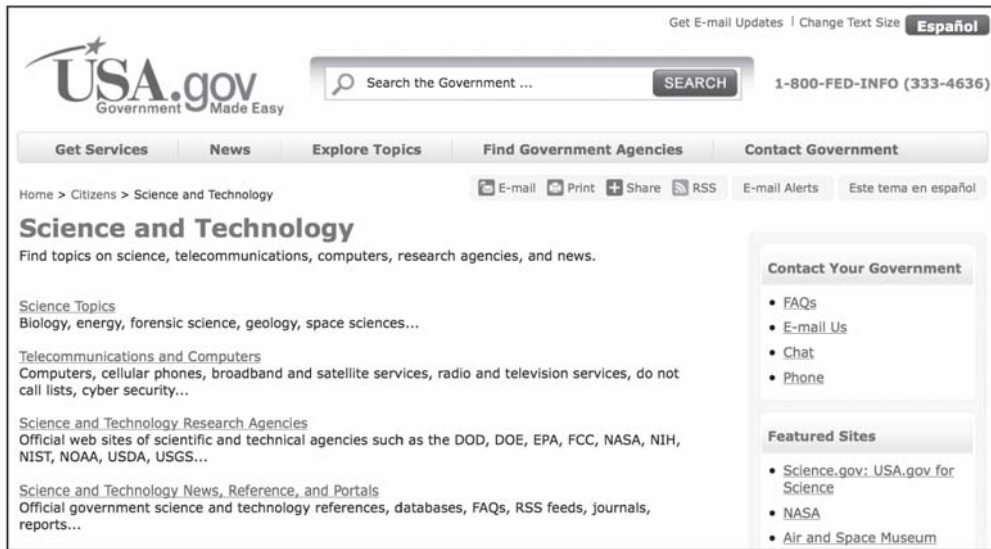 Get E-mail Updates | Change Text Size Español
USA.gov
Government Made Easy
Search the Government ... SEARCH
1-800-FED-INFO (333-4636)
Get Services News Explore Topics Find Government Agencies Contact Government
Home > Citizens > Science and Technology
E-mail Print Share RSS E-mail Alerts Este tema en español
Science and Technology
Find topics on science, telecommunications, computers, research agencies, and news.
Science Topics
Biology, energy, forensic science, geology, space sciences...
Telecommunications and Computers
Computers, cellular phones, broadband and satellite services, radio and television services, do not
call lists, cyber security...
Science and Technology Research Agencies
Official web sites of scientific and technical agencies such as the DOD, DOE, EPA, FCC, NASA, NIH,
NIST, NOAA, USDA, USGS...
Science and Technology News, Reference, and Portals
Official government science and technology references, databases, FAQs, RSS feeds, journals,
reports...
Contact Your Government
• FAQs
• E-mail Us
• Chat
• Phone
Featured Sites
• Science.gov: USA.gov for
Science
• NASA
• Air and Space Museum